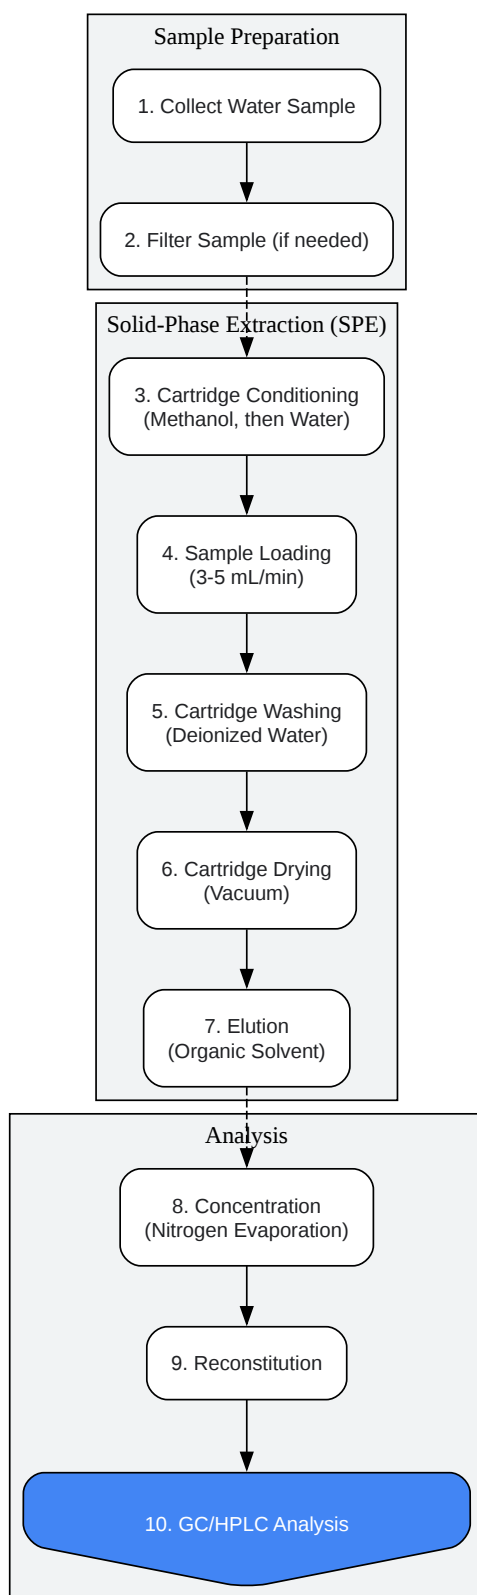 Sample Preparation
1. Collect Water Sample
2. Filter Sample (if needed)
Solid-Phase Extraction (SPE)
3. Cartridge Conditioning
(Methanol, then Water)
4. Sample Loading
(3-5 mL/min)
5. Cartridge Washing
(Deionized Water)
6. Cartridge Drying
(Vacuum)
7. Elution
(Organic Solvent)
Analysis
8. Concentration
(Nitrogen Evaporation)
9. Reconstitution
10. GC/HPLC Analysis